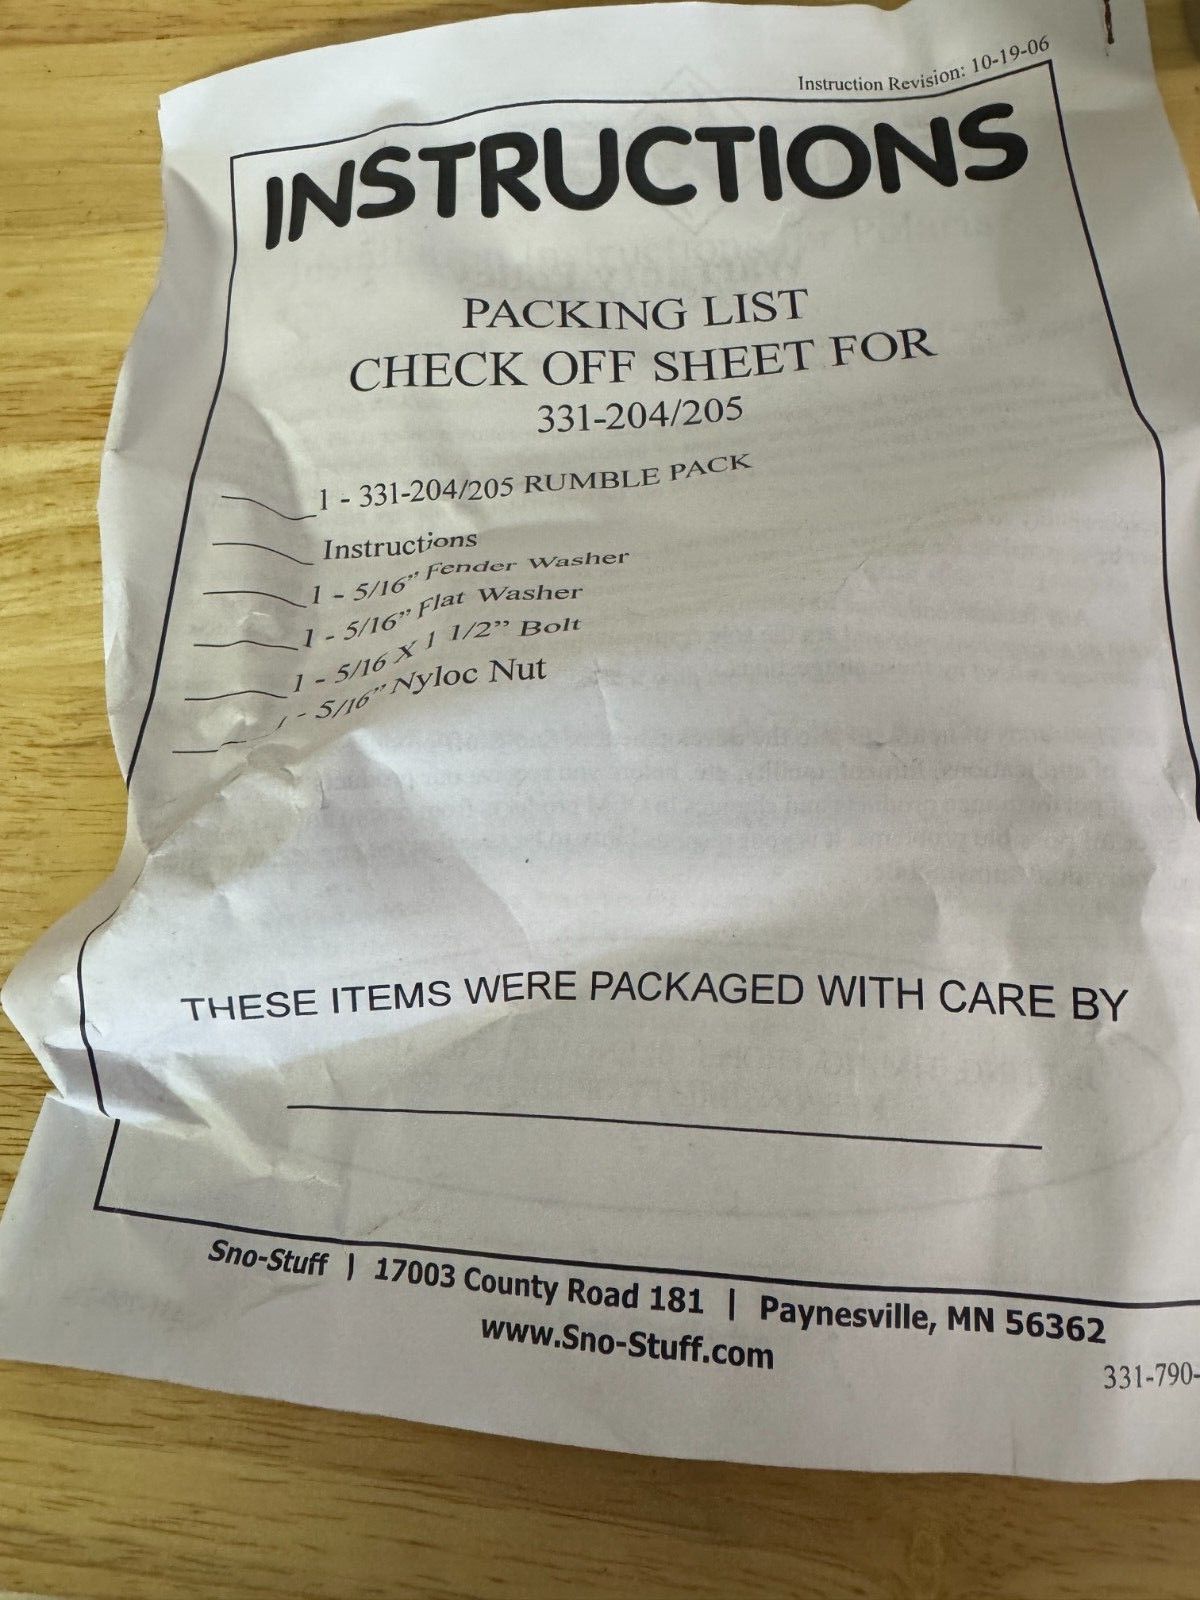 Instruction Revision: 10-19-06
INSTRUCTIONS
PACKING LIST
CHECK OFF SHEET FOR
331-204/205
1 - 331-204/205 RUMBLE PACK
Instructions
1 - 5/16” Fender Washer
1 - 5/16” Flat Washer
1 - 5/16 X 1 1/2” Bolt
1 - 5/16” Nyloc Nut
THESE ITEMS WERE PACKAGED WITH CARE BY
Sno-Stuff | 17003 County Road 181 | Paynesville, MN 56362
www.Sno-Stuff.com
331-790-